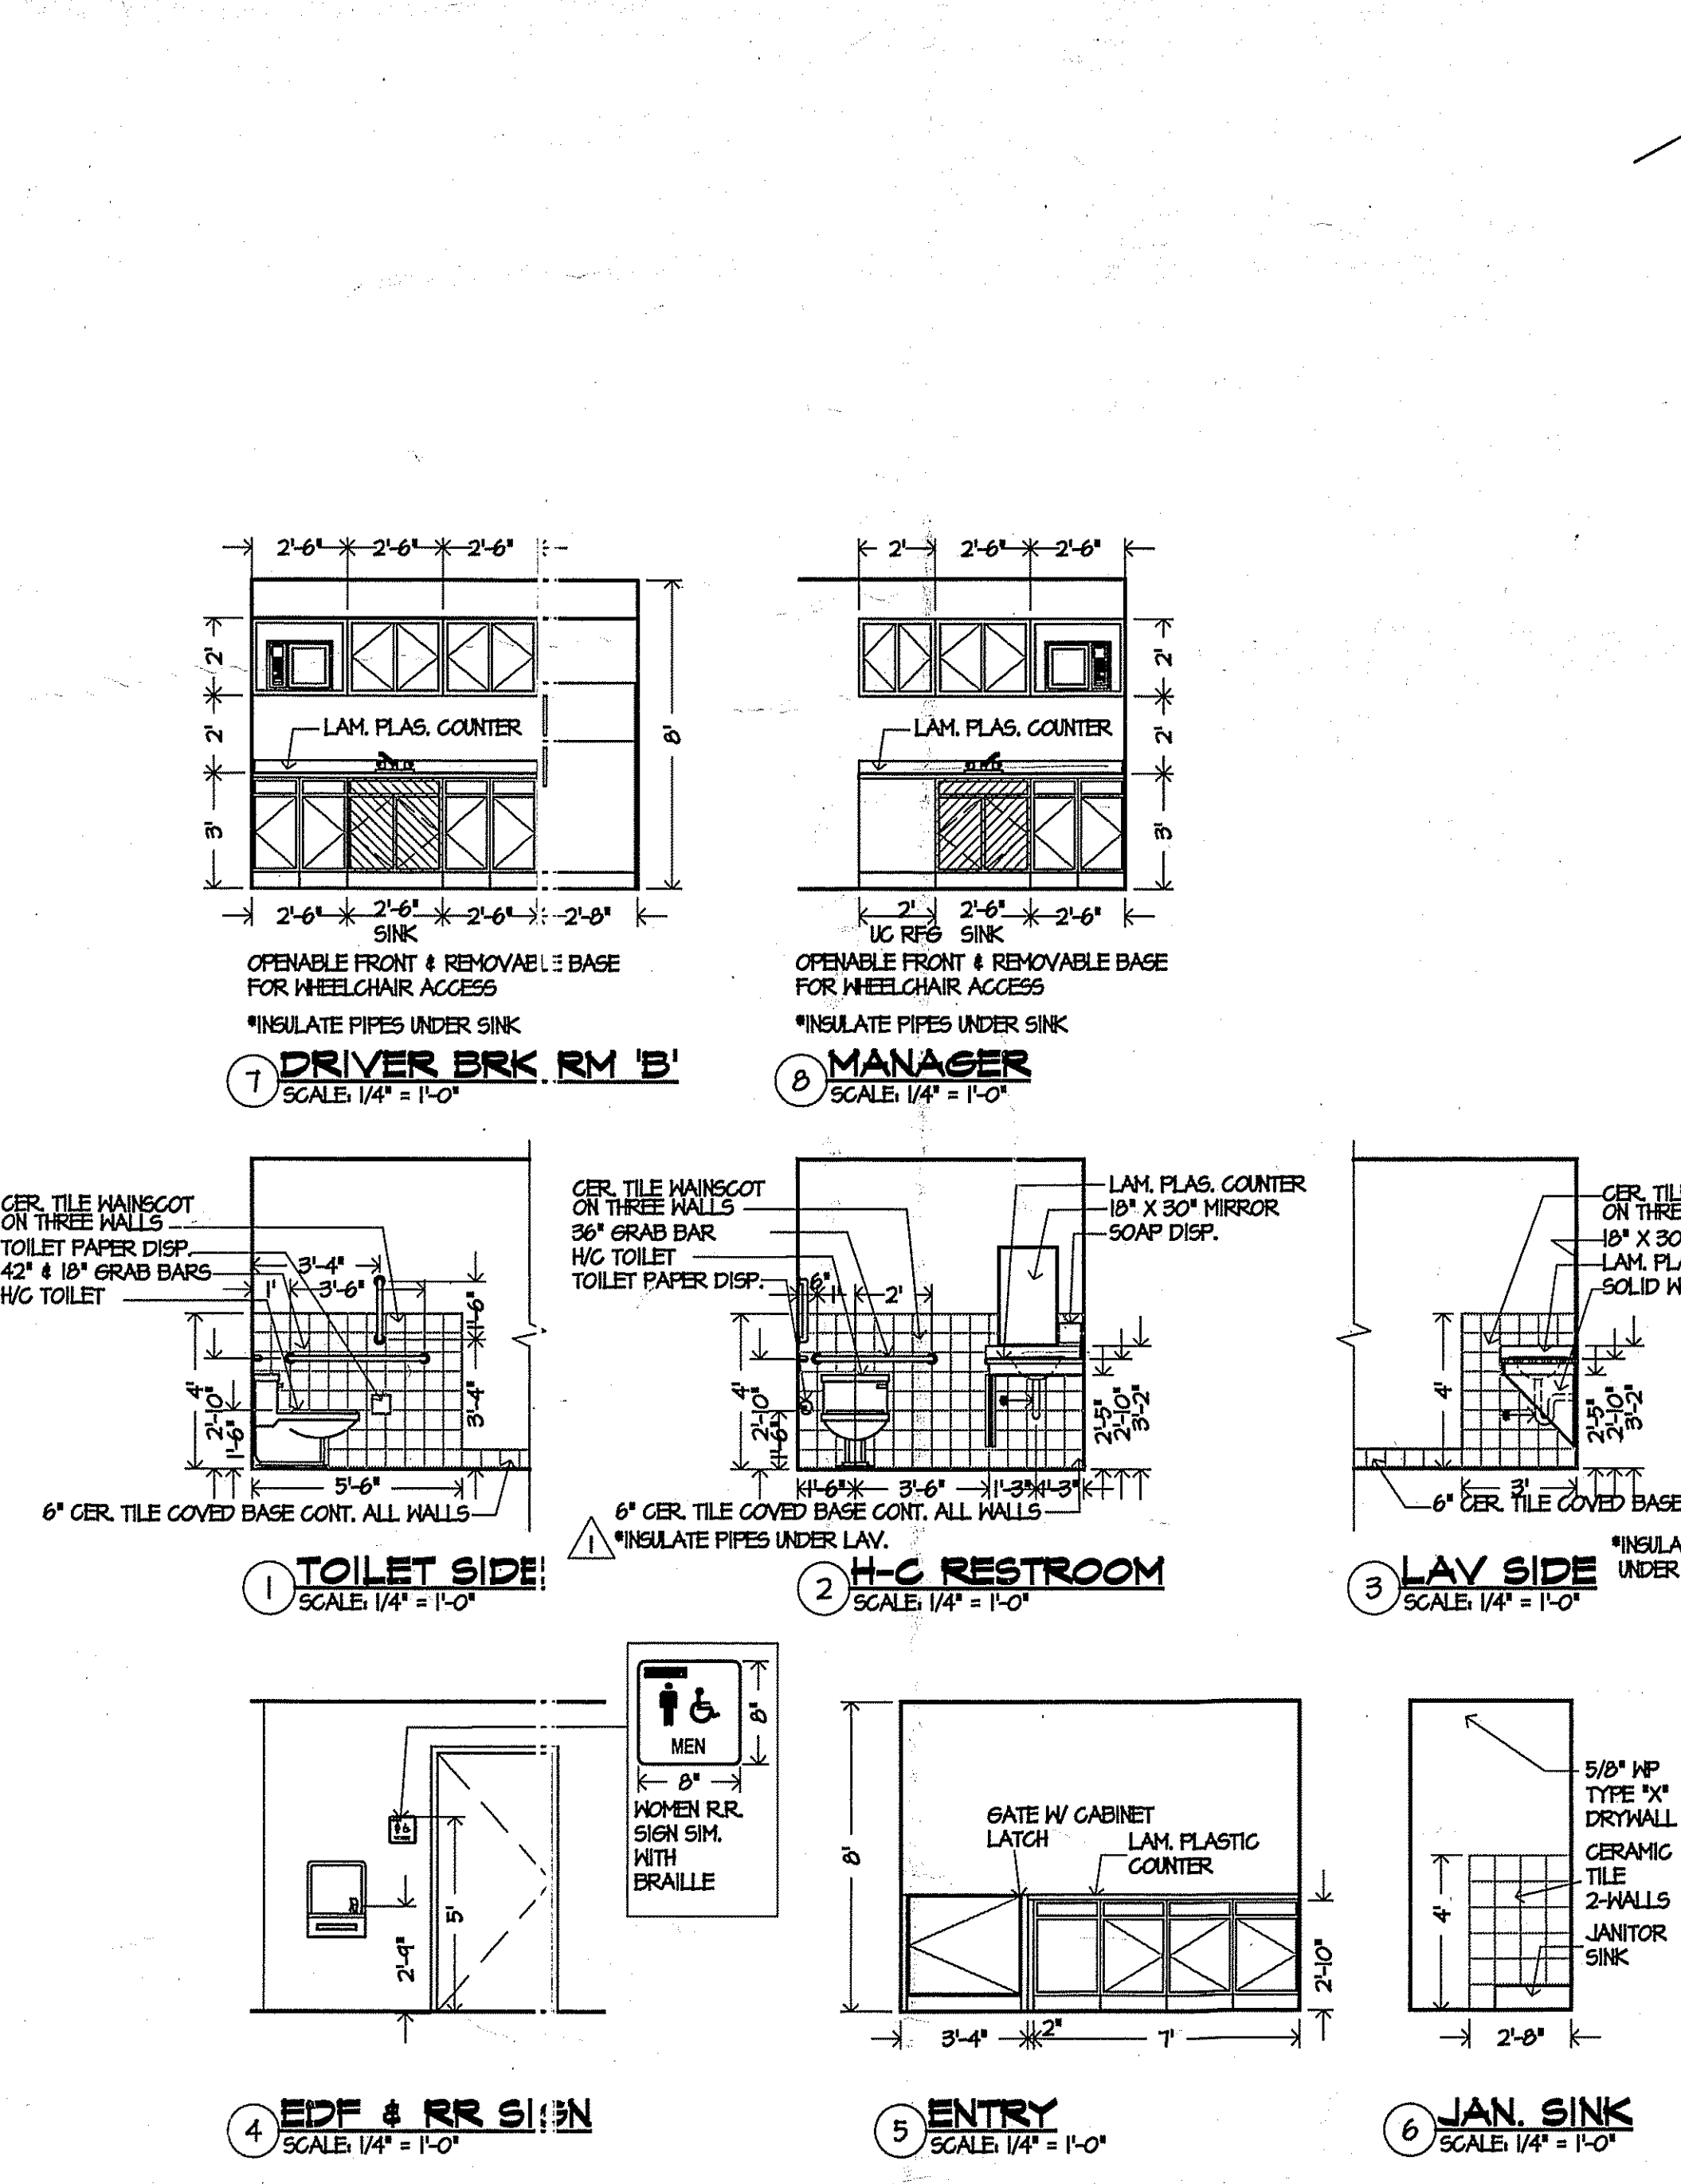 2'-6" 2'-6" 2'-6"
2'
2'
3'
8'
LAM. PLAS. COUNTER
2'-6" 2'-6" 2'-6" 2'-8"
SINK
OPENABLE FRONT & REMOVABLE BASE
FOR WHEELCHAIR ACCESS
*INSULATE PIPES UNDER SINK
7 DRIVER BRK RM 'B'
SCALE: 1/4" = 1'-0"
2' 2'-6" 2'-6"
2'
2'
3'
LAM. PLAS. COUNTER
2' 2'-6" 2'-6"
UC RFG SINK
OPENABLE FRONT & REMOVABLE BASE
FOR WHEELCHAIR ACCESS
*INSULATE PIPES UNDER SINK
8 MANAGER
SCALE: 1/4" = 1'-0"
CER. TILE WAINSCOT
ON THREE WALLS
TOILET PAPER DISP.
42" & 18" GRAB BARS
H/C TOILET
3'-4"
1' 3'-6"
1'-6"
3'-4"
4'
2'-10"
1'-6"
5'-6"
6" CER. TILE COVED BASE CONT. ALL WALLS
1 TOILET SIDE
SCALE: 1/4" = 1'-0"
CER. TILE WAINSCOT
ON THREE WALLS
36" GRAB BAR
H/C TOILET
TOILET PAPER DISP.
LAM. PLAS. COUNTER
18" X 30" MIRROR
SOAP DISP.
6" 1' 2'
4'
2'-10"
1'-6"
2'-5"
2'-10"
3'-2"
1'-6" 3'-6" 1'-3" 1'-3"
6" CER. TILE COVED BASE CONT. ALL WALLS
1 *INSULATE PIPES UNDER LAV.
2 H-C RESTROOM
SCALE: 1/4" = 1'-0"
CER. TIL
ON THRE
18" X 30
LAM. PLA
SOLID W
4'
2'-5"
2'-10"
3'-2"
3'
6" CER. TILE COVED BASE
*INSULA
UNDER
3 LAV SIDE
SCALE: 1/4" = 1'-0"
MEN
8"
8"
WOMEN R.R.
SIGN SIM.
WITH
BRAILLE
5'
2'-9"
4 EDF & RR SIGN
SCALE: 1/4" = 1'-0"
8'
GATE W/ CABINET
LATCH
LAM. PLASTIC
COUNTER
2'-10"
3'-4" 2" 7'
5 ENTRY
SCALE: 1/4" = 1'-0"
5/8" WP
TYPE "X"
DRYWALL
CERAMIC
TILE
2-WALLS
JANITOR
SINK
4'
2'-8"
6 JAN. SINK
SCALE: 1/4" = 1'-0"